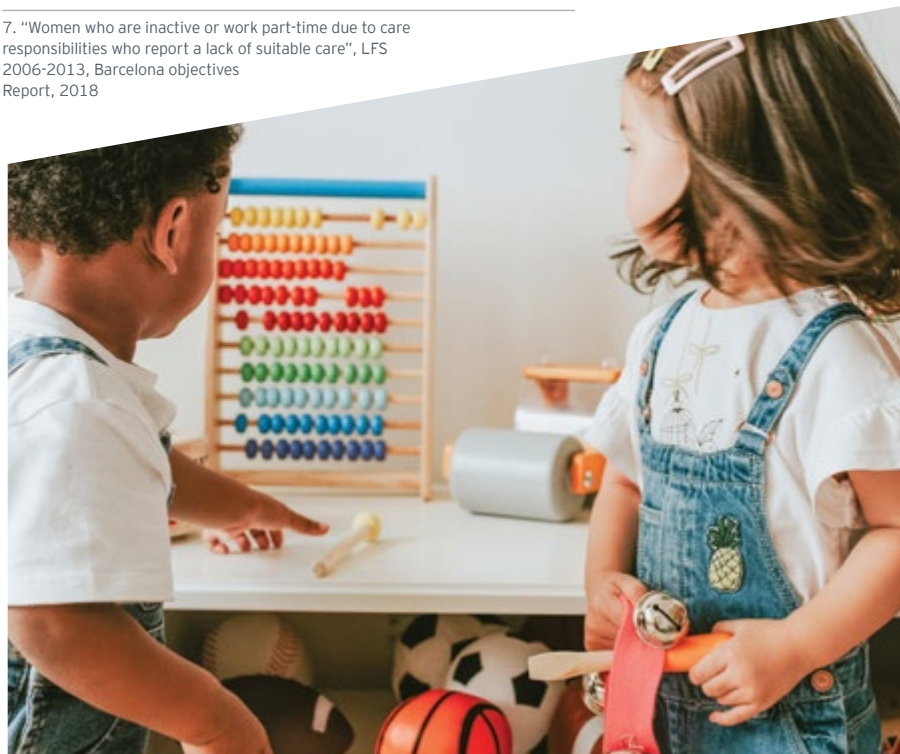 7. “Women who are inactive or work part-time due to care
responsibilities who report a lack of suitable care”, LFS
2006-2013, Barcelona objectives
Report, 2018